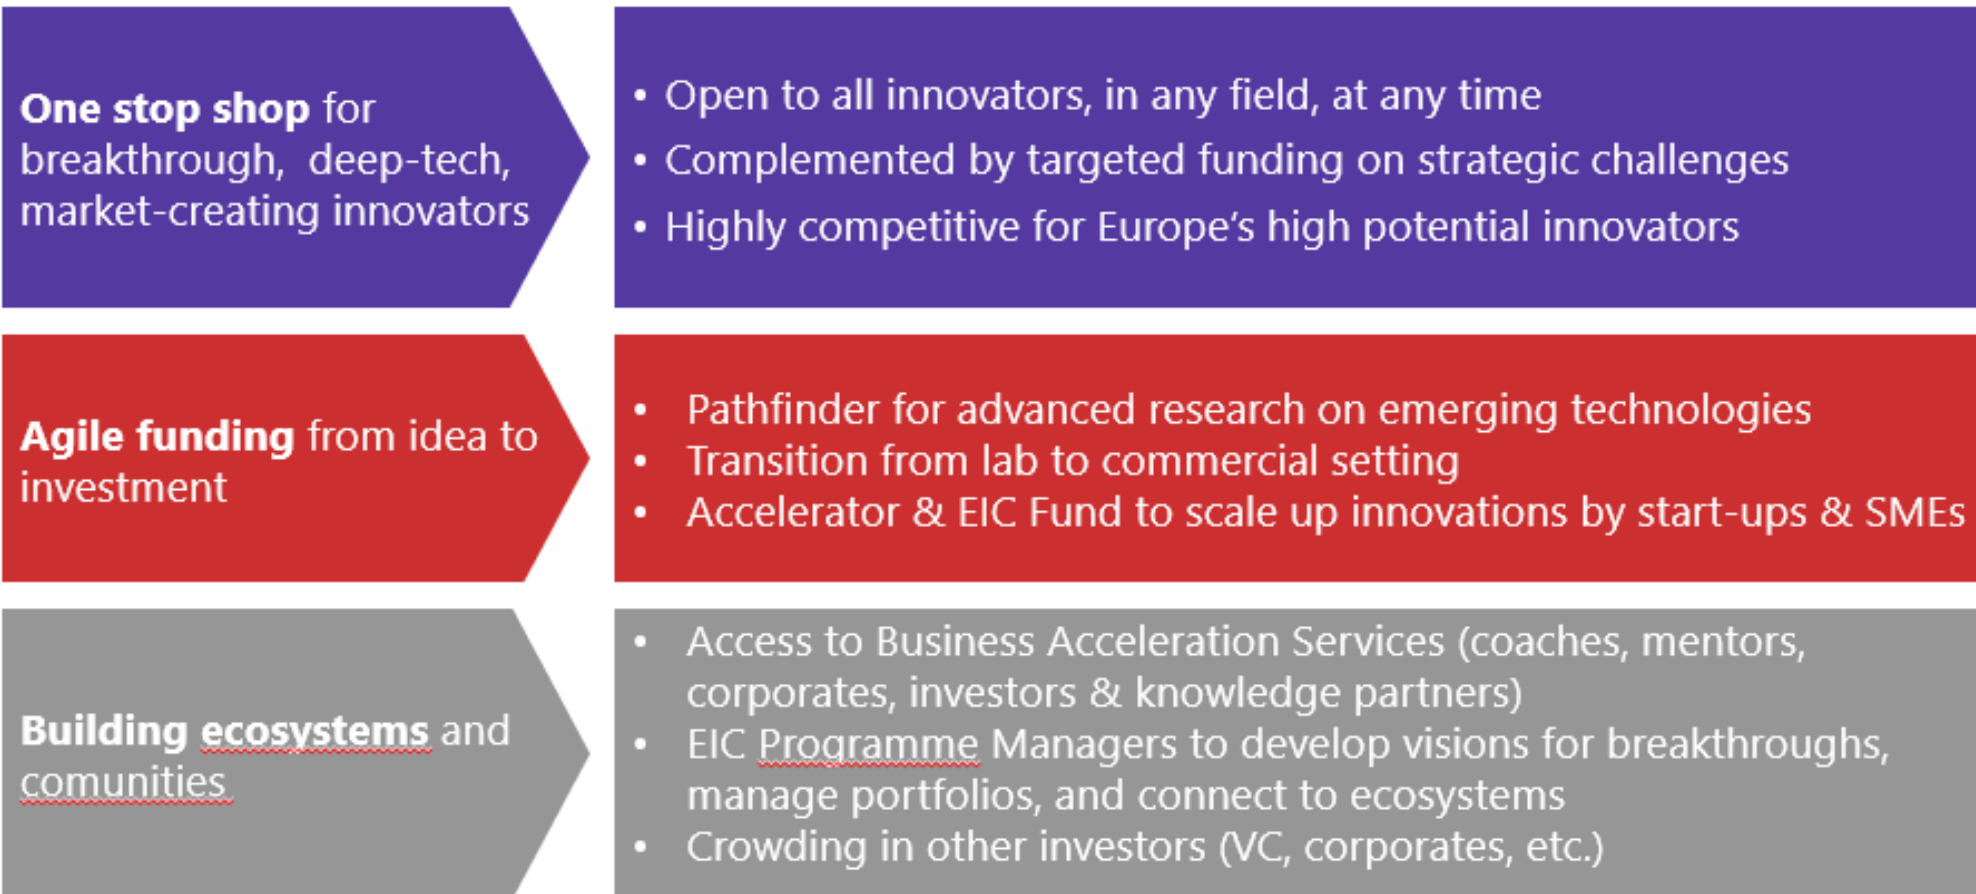 One stop shop for
breakthrough,  deep-tech,
market-creating innovators
• Open to all innovators, in any field, at any time
• Complemented by targeted funding on strategic challenges
• Highly competitive for Europe’s high potential innovators
Agile funding from idea to
investment
• Pathfinder for advanced research on emerging technologies
• Transition from lab to commercial setting
• Accelerator & EIC Fund to scale up innovations by start-ups & SMEs
Building ecosystems and
comunities
• Access to Business Acceleration Services (coaches, mentors,
corporates, investors & knowledge partners)
• EIC Programme Managers to develop visions for breakthroughs,
manage portfolios, and connect to ecosystems
• Crowding in other investors (VC, corporates, etc.)